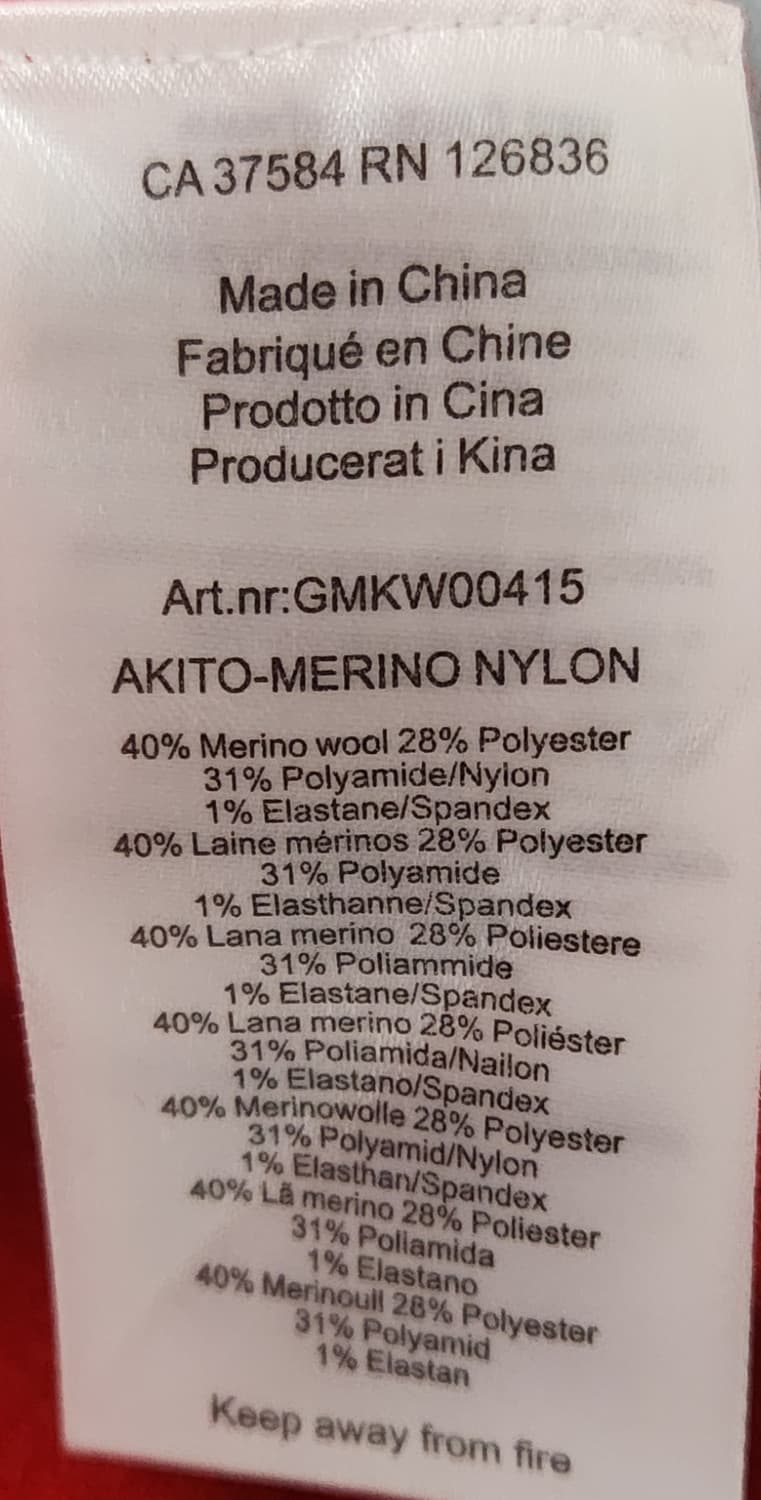 CA 37584 RN 126836
Made in China
Fabriqué en Chine
Prodotto in Cina
Producerat i Kina
Art.nr:GMKW00415
AKITO-MERINO NYLON
40% Merino wool 28% Polyester
31% Polyamide/Nylon
1% Elastane/Spandex
40% Laine mérinos 28% Polyester
31% Polyamide
1% Elasthanne/Spandex
40% Lana merino 28% Poliestere
31% Poliammide
1% Elastane/Spandex
40% Lana merino 28% Poliéster
31% Poliamida/Nailon
1% Elastano/Spandex
40% Merinowolle 28% Polyester
31% Polyamid/Nylon
1% Elasthan/Spandex
40% Lã merino 28% Poliester
31% Poliamida
1% Elastano
40% Merinoull 28% Polyester
31% Polyamid
1% Elastan
Keep away from fire